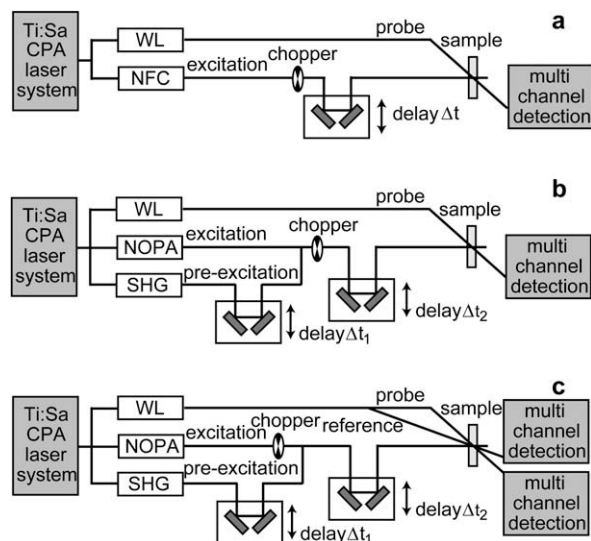 a
Ti:Sa
CPA
laser
system
WL
NFC
excitation
chopper
probe
sample
delay Δt
multi
channel
detection
b
Ti:Sa
CPA
laser
system
WL
NOPA
SHG
excitation
pre-excitation
chopper
probe
sample
delay Δt1
delay Δt2
multi
channel
detection
c
Ti:Sa
CPA
laser
system
WL
NOPA
SHG
excitation
pre-excitation
chopper
reference
probe
sample
delay Δt1
delay Δt2
multi
channel
detection
multi
channel
detection